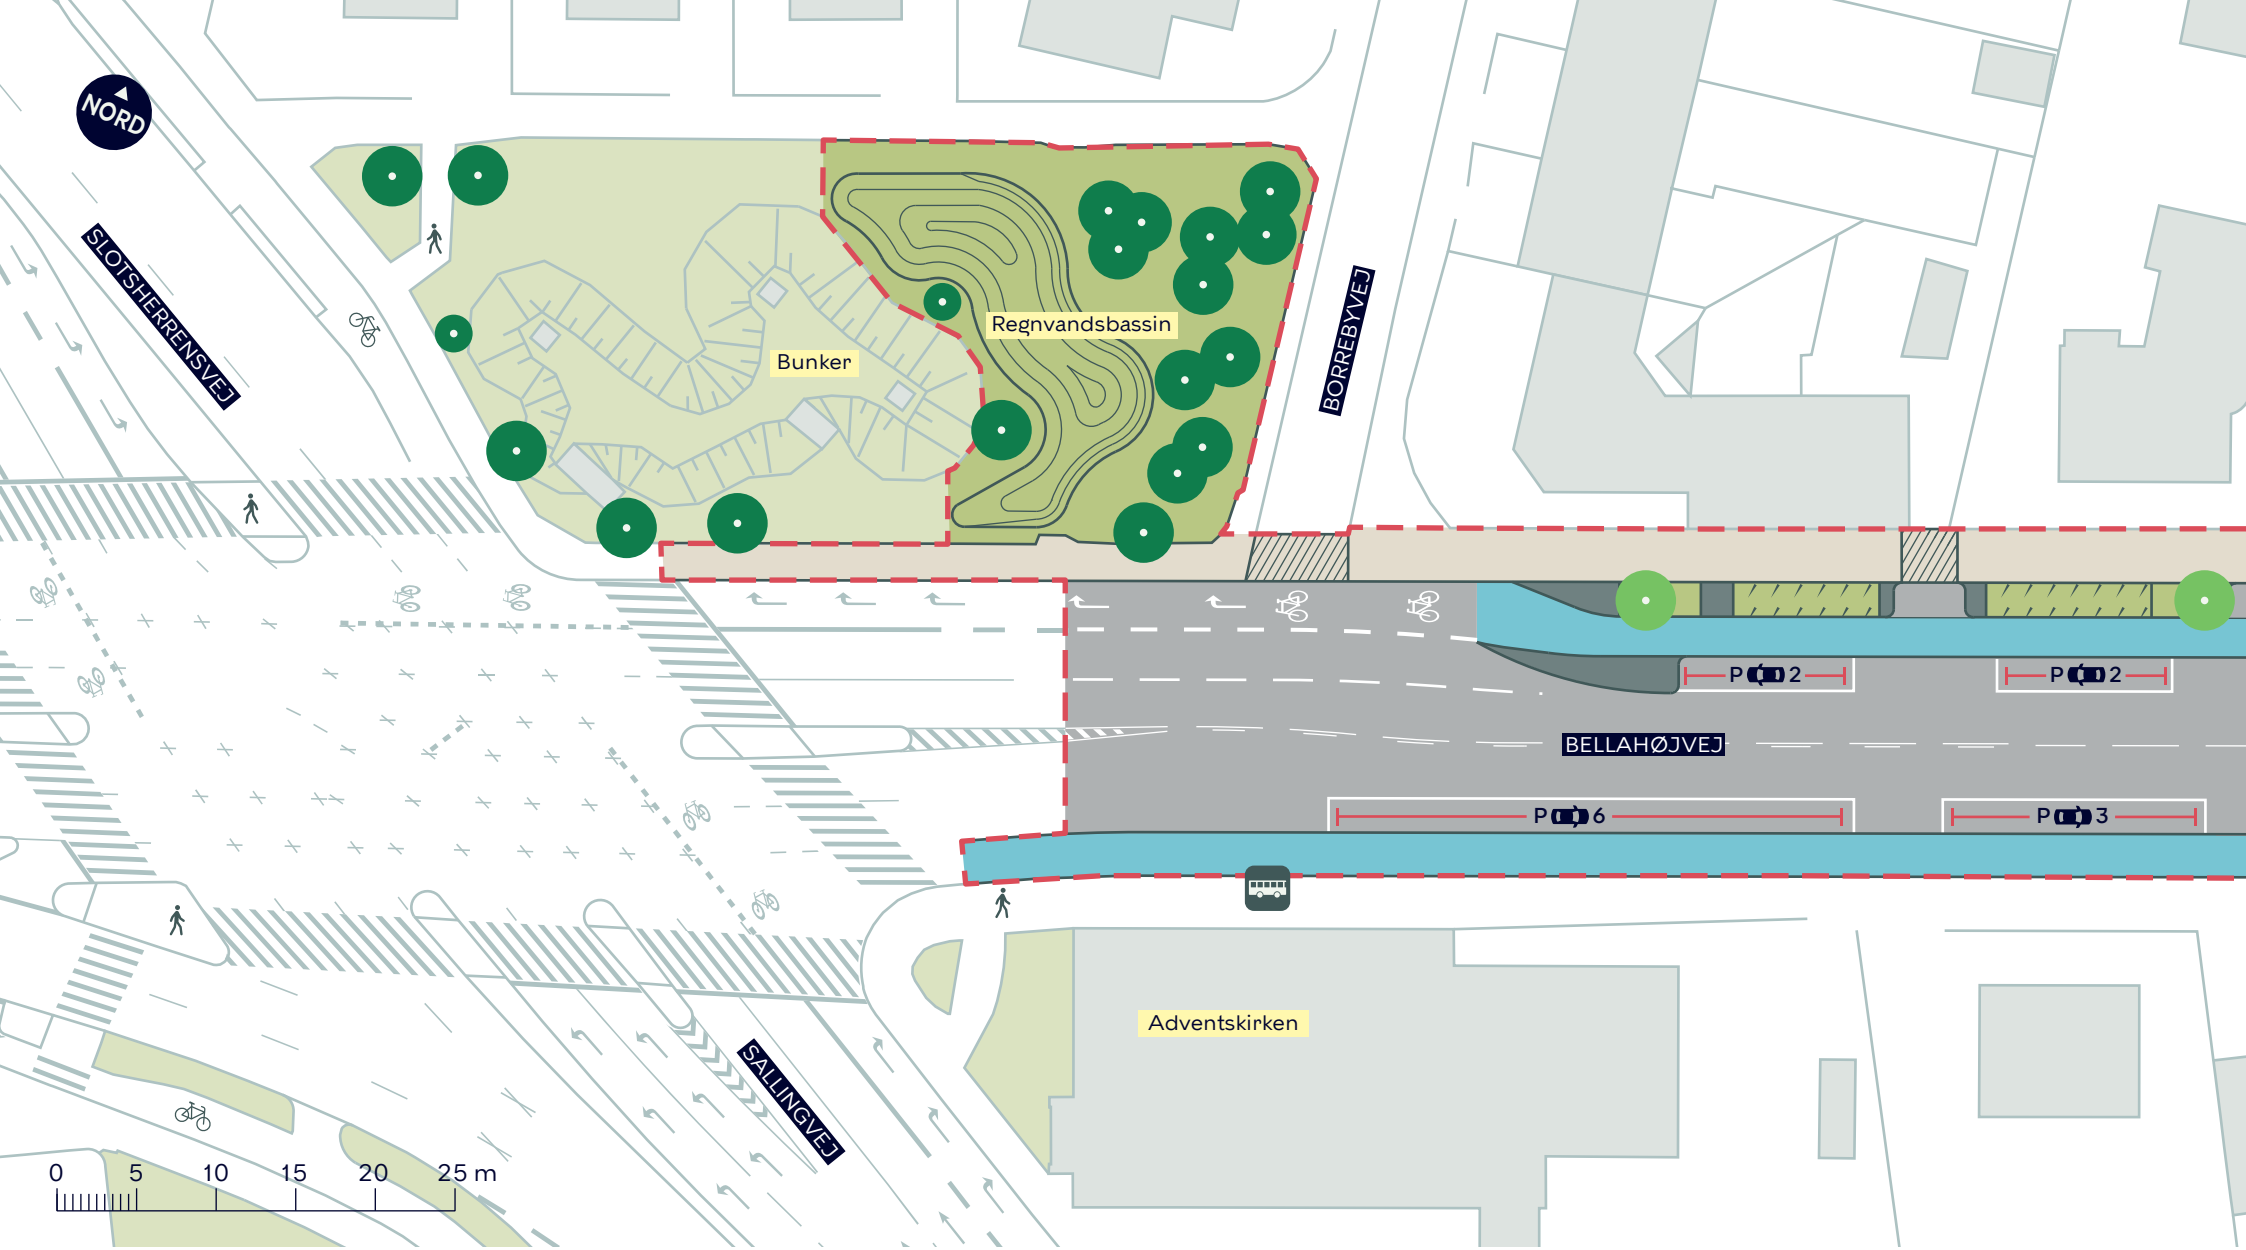 NORD
SLOTSHERRENSVEJ
Bunker
Regnvandsbassin
BORREBYVEJ
P 2
P 2
BELLAHØJVEJ
P 6
P 3
Adventskirken
SALLINGVEJ
0 5 10 15 20 25 m